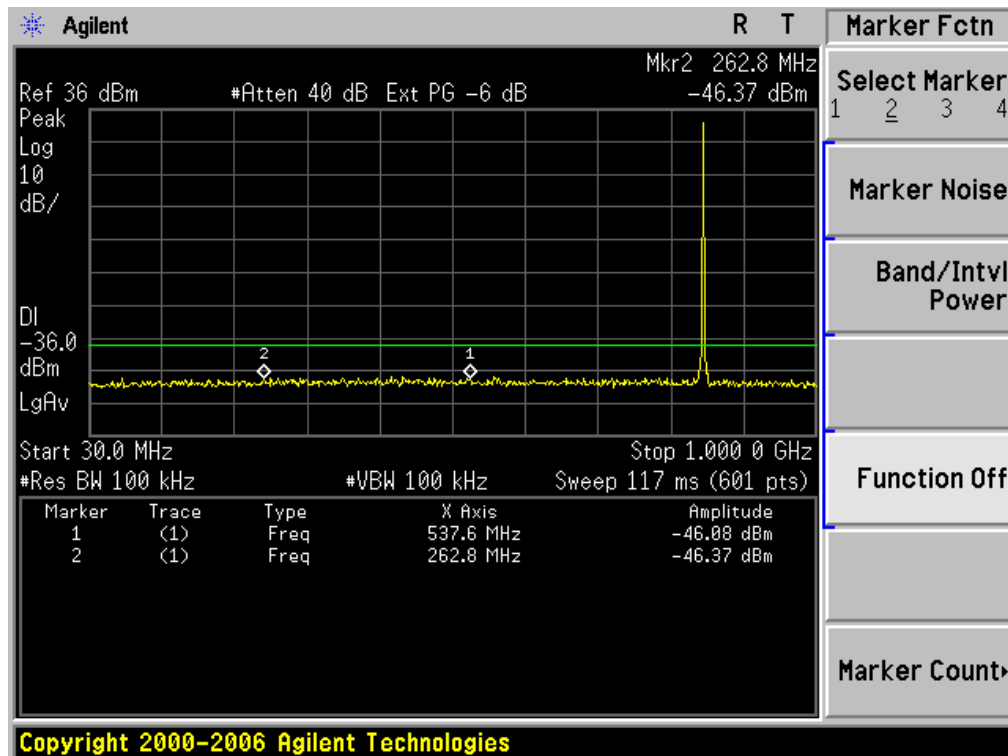 Agilent R T
Marker Fctn
Mkr2 262.8 MHz
Ref 36 dBm #Atten 40 dB Ext PG -6 dB -46.37 dBm
Peak
Log
10
dB/
DI
-36.0
dBm
LgAv
2
1
Start 30.0 MHz Stop 1.000 0 GHz
#Res BW 100 kHz #VBW 100 kHz Sweep 117 ms (601 pts)
Marker Trace Type X Axis Amplitude
1 (1) Freq 537.6 MHz -46.08 dBm
2 (1) Freq 262.8 MHz -46.37 dBm
Select Marker
1 2 3 4
Marker Noise
Band/Intvl
Power
Function Off
Marker Count
Copyright 2000-2006 Agilent Technologies